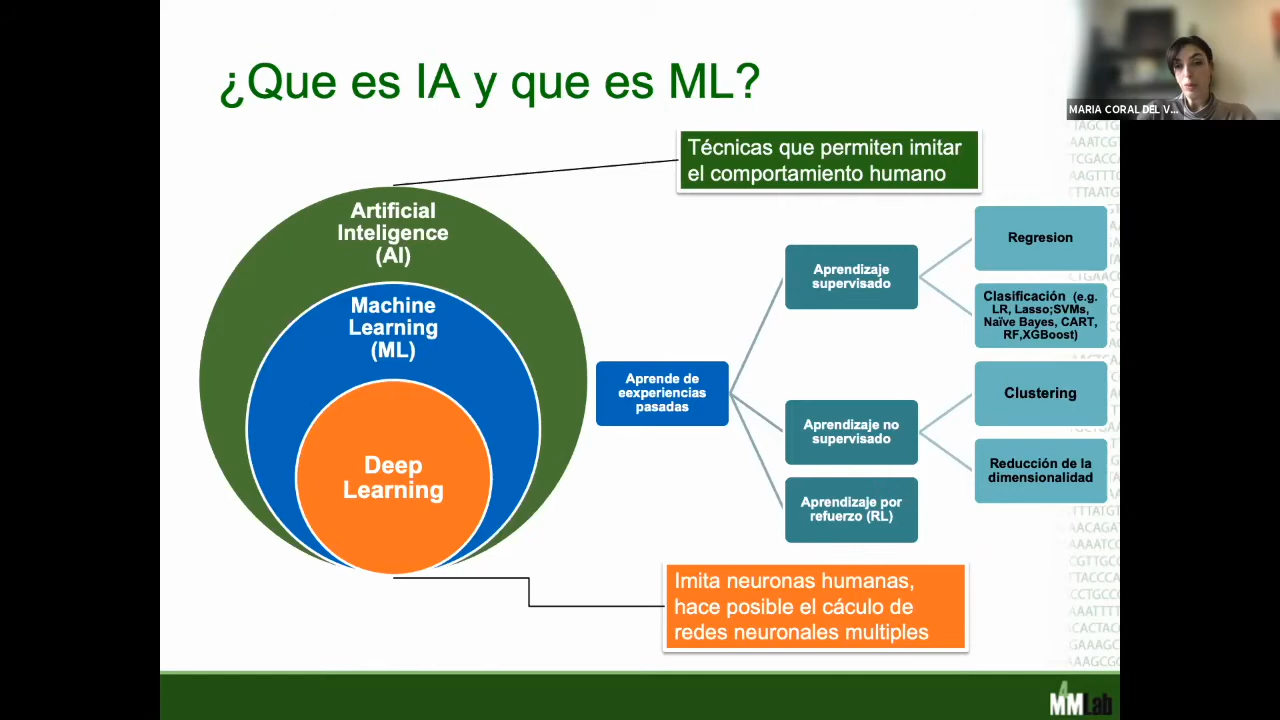 ¿Que es IA y que es ML?
MARIA CORAL DEL V...
Técnicas que permiten imitar
el comportamiento humano
Artificial
Inteligence
(AI)
Machine
Learning
(ML)
Deep
Learning
Aprende de
eexperiencias
pasadas
Aprendizaje
supervisado
Regresion
Clasificación (e.g.
LR, Lasso;SVMs,
Naïve Bayes, CART,
RF,XGBoost)
Aprendizaje no
supervisado
Clustering
Reducción de la
dimensionalidad
Aprendizaje por
refuerzo (RL)
Imita neuronas humanas,
hace posible el cáculo de
redes neuronales multiples
M4MLab